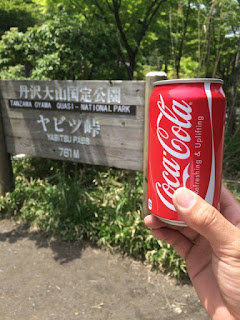 丹沢大山国定公園
TANZAWA OYAMA QUASI-NATIONAL PARK
ヤビツ峠
YABITSU PASS
761M
Coca-Cola
Refreshing & Uplifting